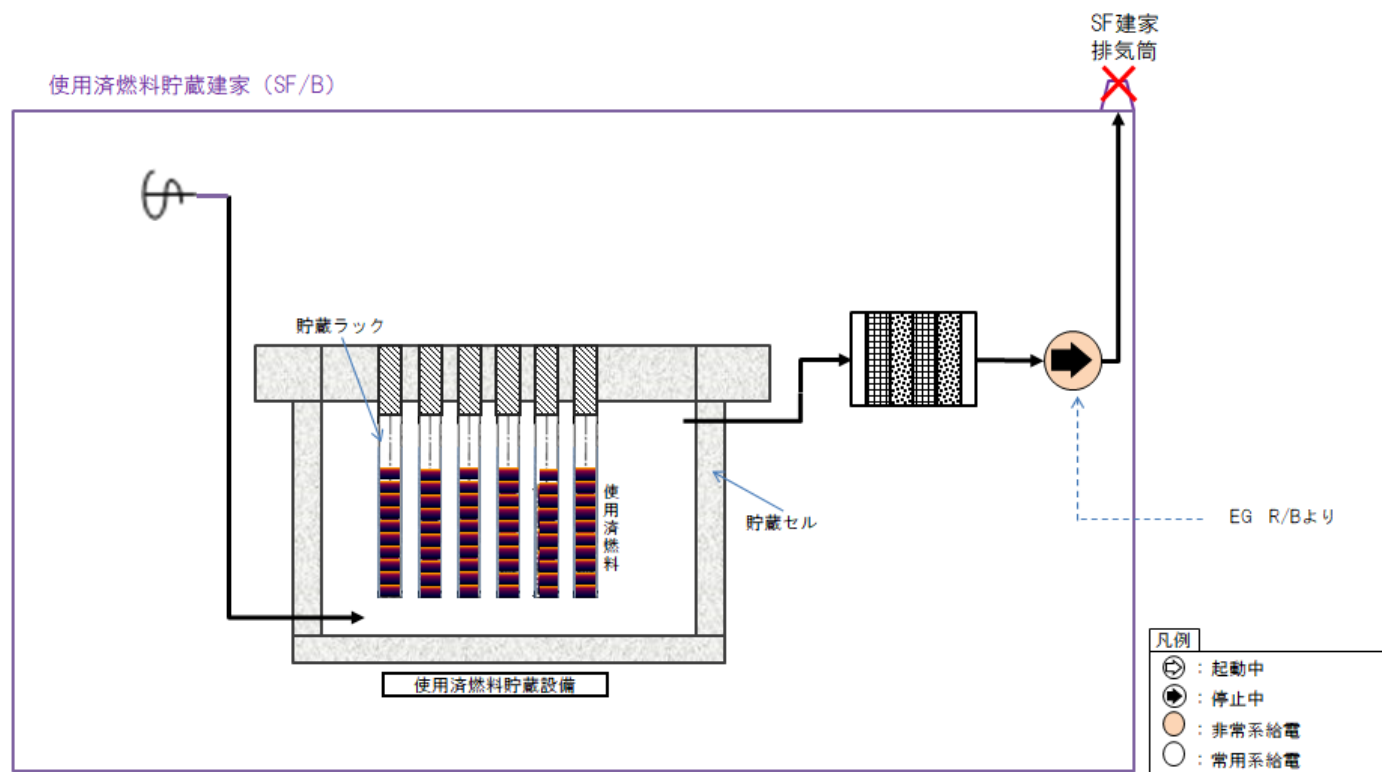 SF建家
排気筒
使用済燃料貯蔵建家（SF/B）
貯蔵ラック
使用済燃料
貯蔵セル
EG R/Bより
使用済燃料貯蔵設備
凡例
：起動中
：停止中
：非常系給電
：常用系給電